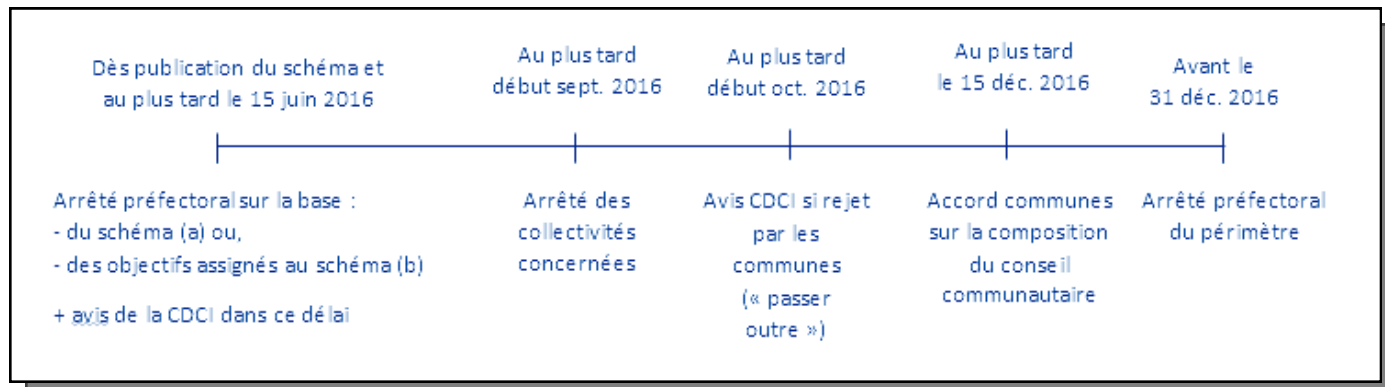 Dès publication du schéma et
au plus tard le 15 juin 2016
Au plus tard
début sept. 2016
Au plus tard
début oct. 2016
Au plus tard
le 15 déc. 2016
Avant le
31 déc. 2016
Arrêté préfectoral sur la base :
- du schéma (a) ou,
- des objectifs assignés au schéma (b)
+ avis de la CDCI dans ce délai
Arrêté des
collectivités
concernées
Avis CDCI si rejet
par les
communes
(« passer
outre »)
Accord communes
sur la composition
du conseil
communautaire
Arrêté préfectoral
du périmètre